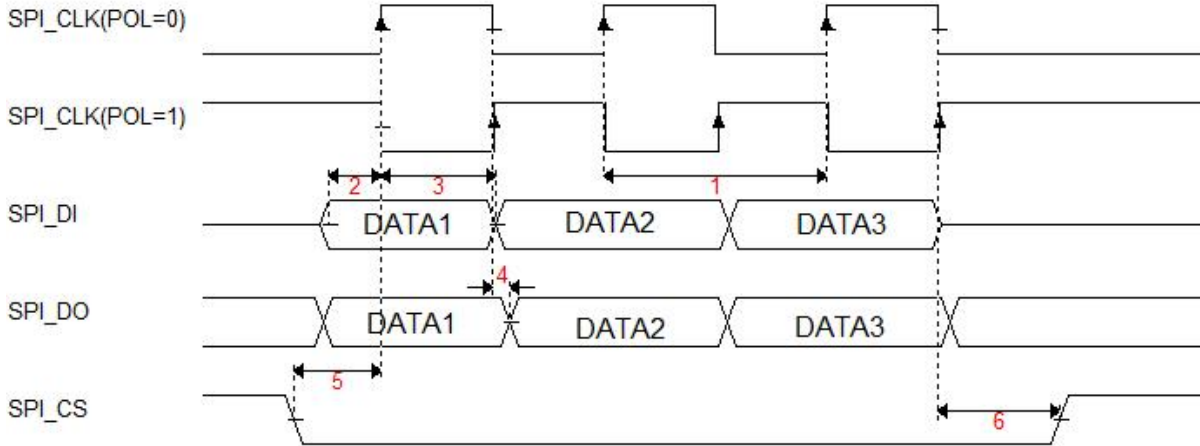 SPI_CLK(POL=0)
SPI_CLK(POL=1)
2 3 1
SPI_DI DATA1 DATA2 DATA3
4
SPI_DO DATA1 DATA2 DATA3
5
SPI_CS 6